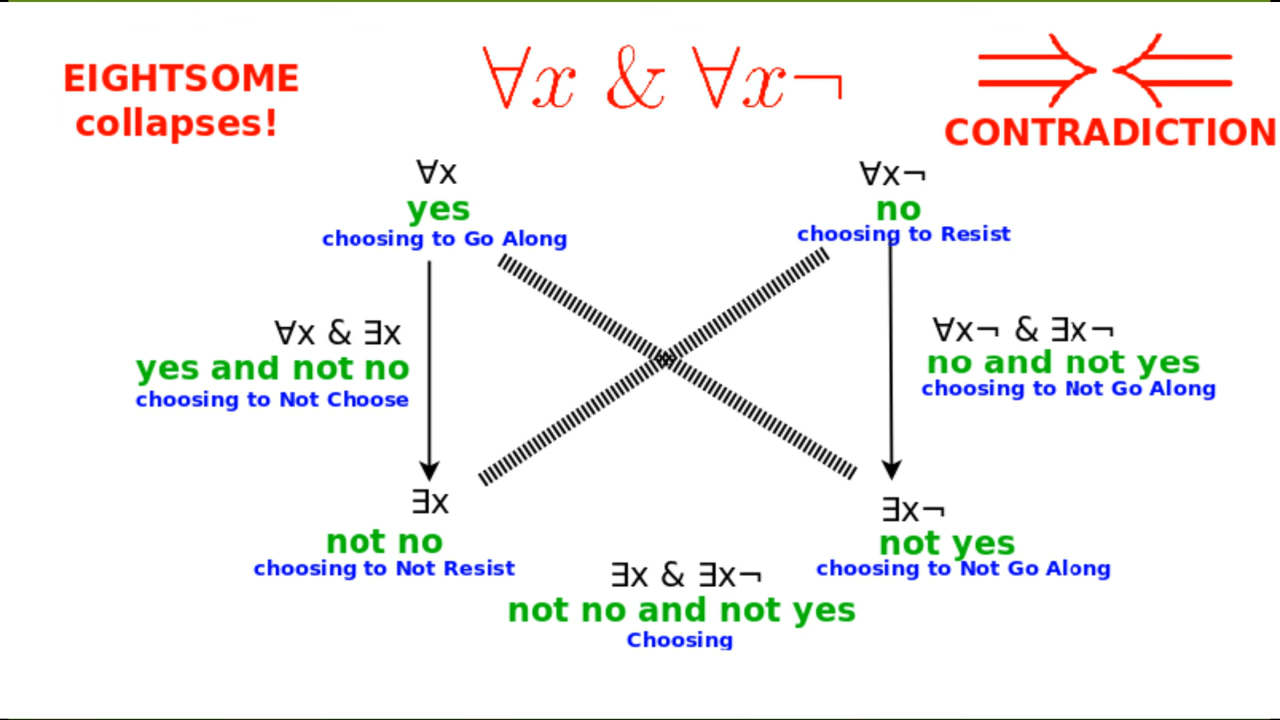 EIGHTSOME
collapses!
∀x & ∀x¬
CONTRADICTION
∀x
yes
choosing to Go Along
∀x¬
no
choosing to Resist
∀x & ∃x
yes and not no
choosing to Not Choose
∀x¬ & ∃x¬
no and not yes
choosing to Not Go Along
∃x
not no
choosing to Not Resist
∃x¬
not yes
choosing to Not Go Along
∃x & ∃x¬
not no and not yes
Choosing